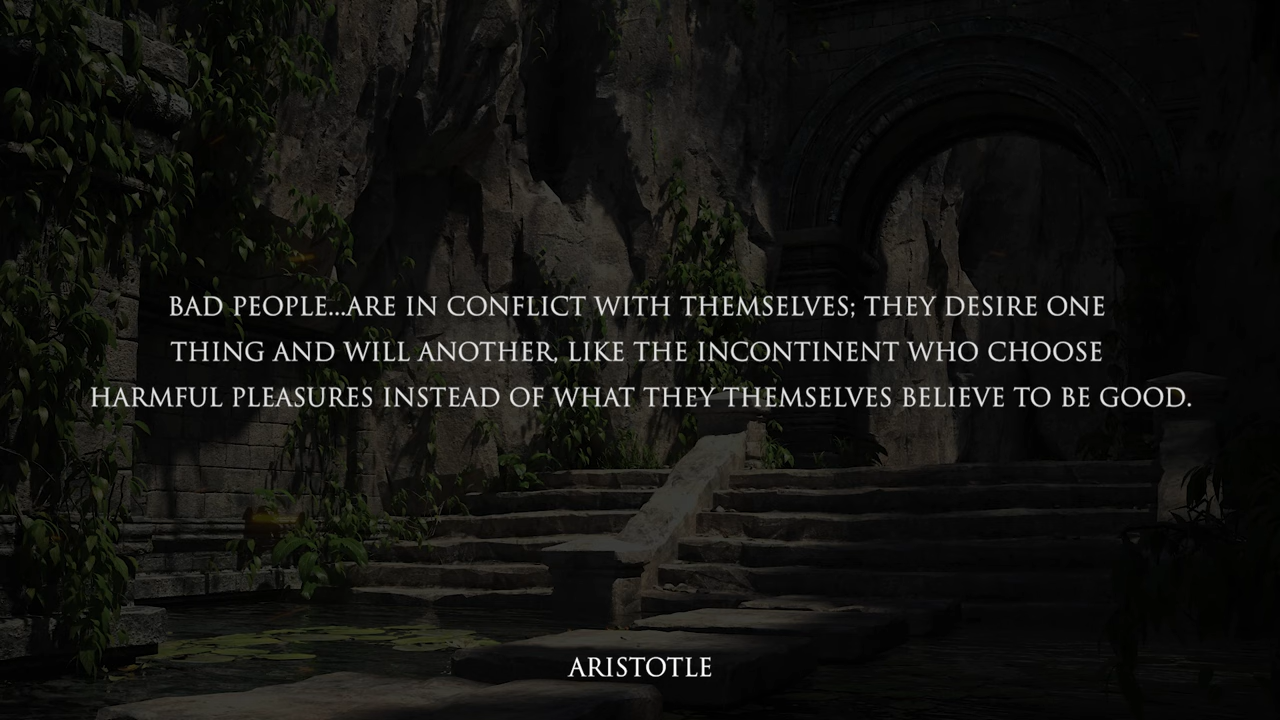 BAD PEOPLE...ARE IN CONFLICT WITH THEMSELVES; THEY DESIRE ONE
THING AND WILL ANOTHER, LIKE THE INCONTINENT WHO CHOOSE
HARMFUL PLEASURES INSTEAD OF WHAT THEY THEMSELVES BELIEVE TO BE GOOD.
ARISTOTLE